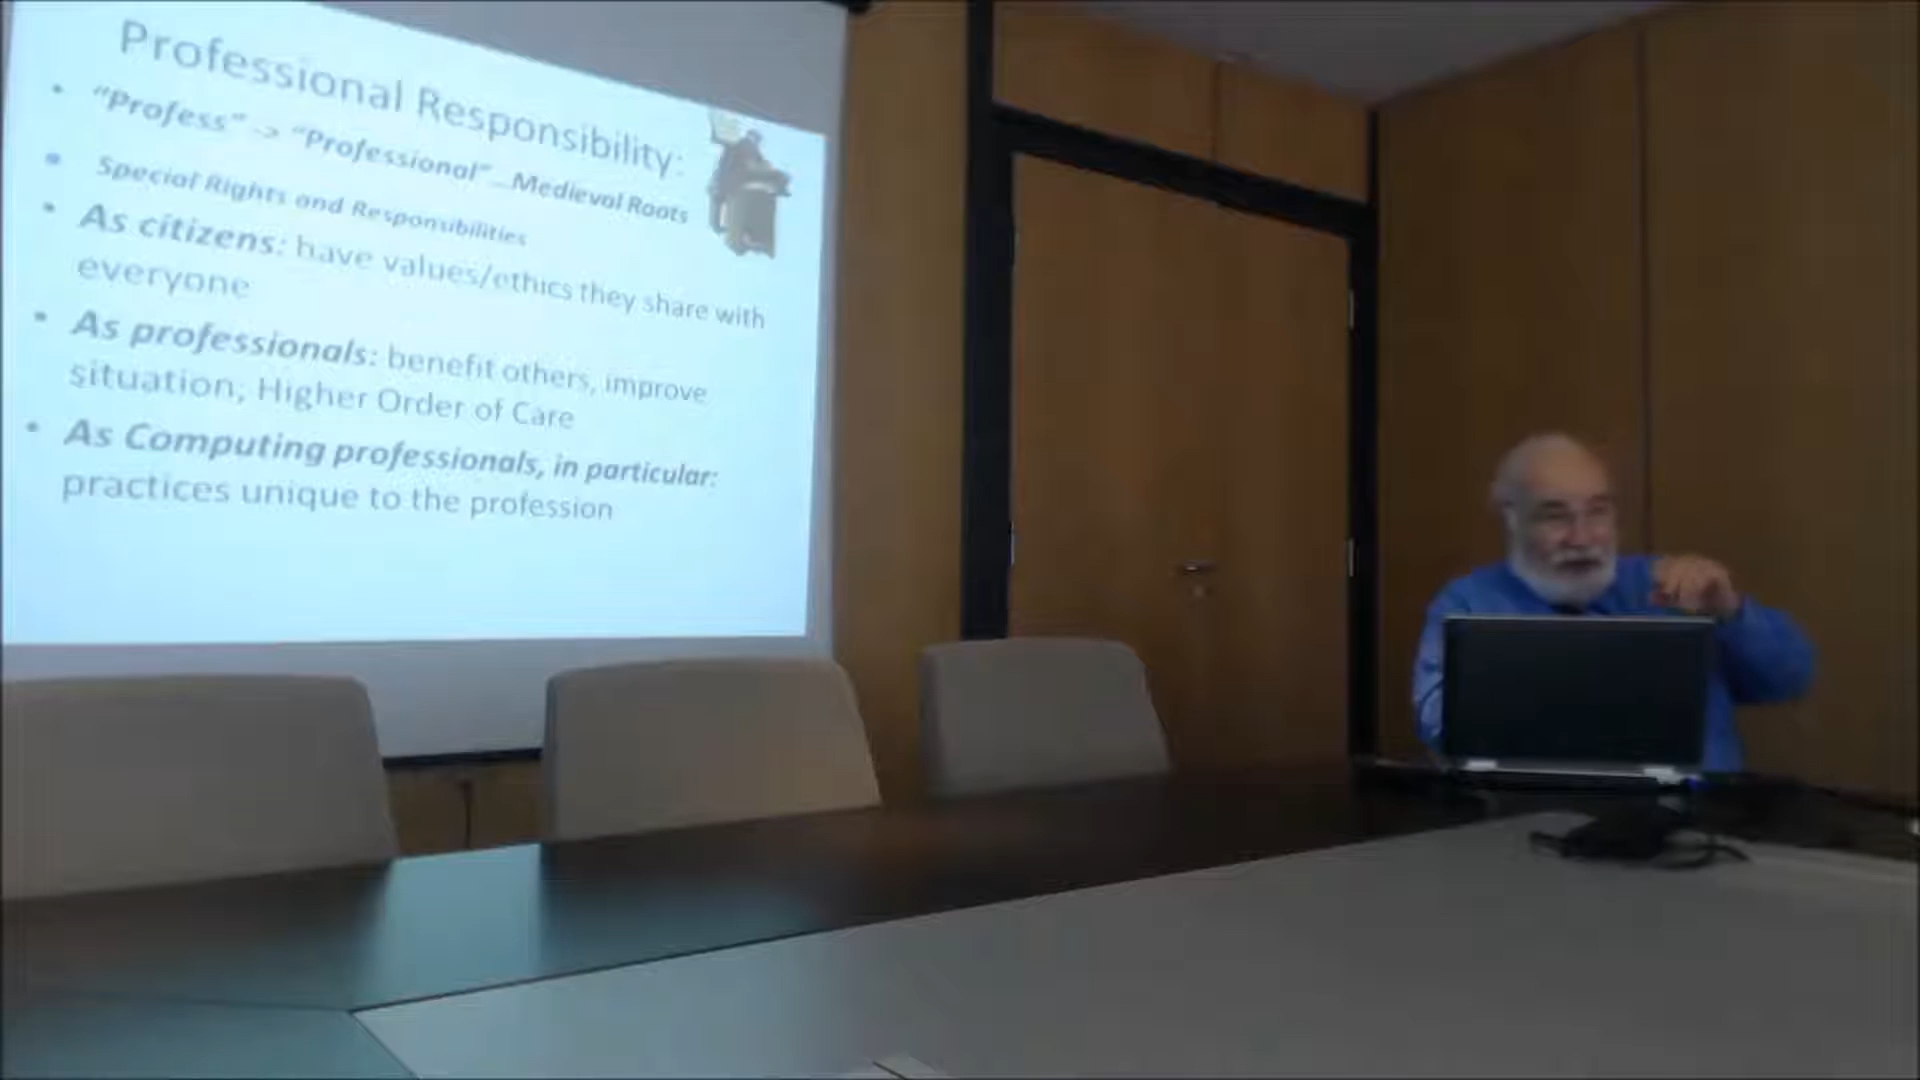 Professional Responsibility:
• “Profess” -> “Professional” … Medieval Roots
• Special Rights and Responsibilities
• As citizens: have values/ethics they share with
everyone
• As professionals: benefit others, improve
situation; Higher Order of Care
• As Computing professionals, in particular:
practices unique to the profession